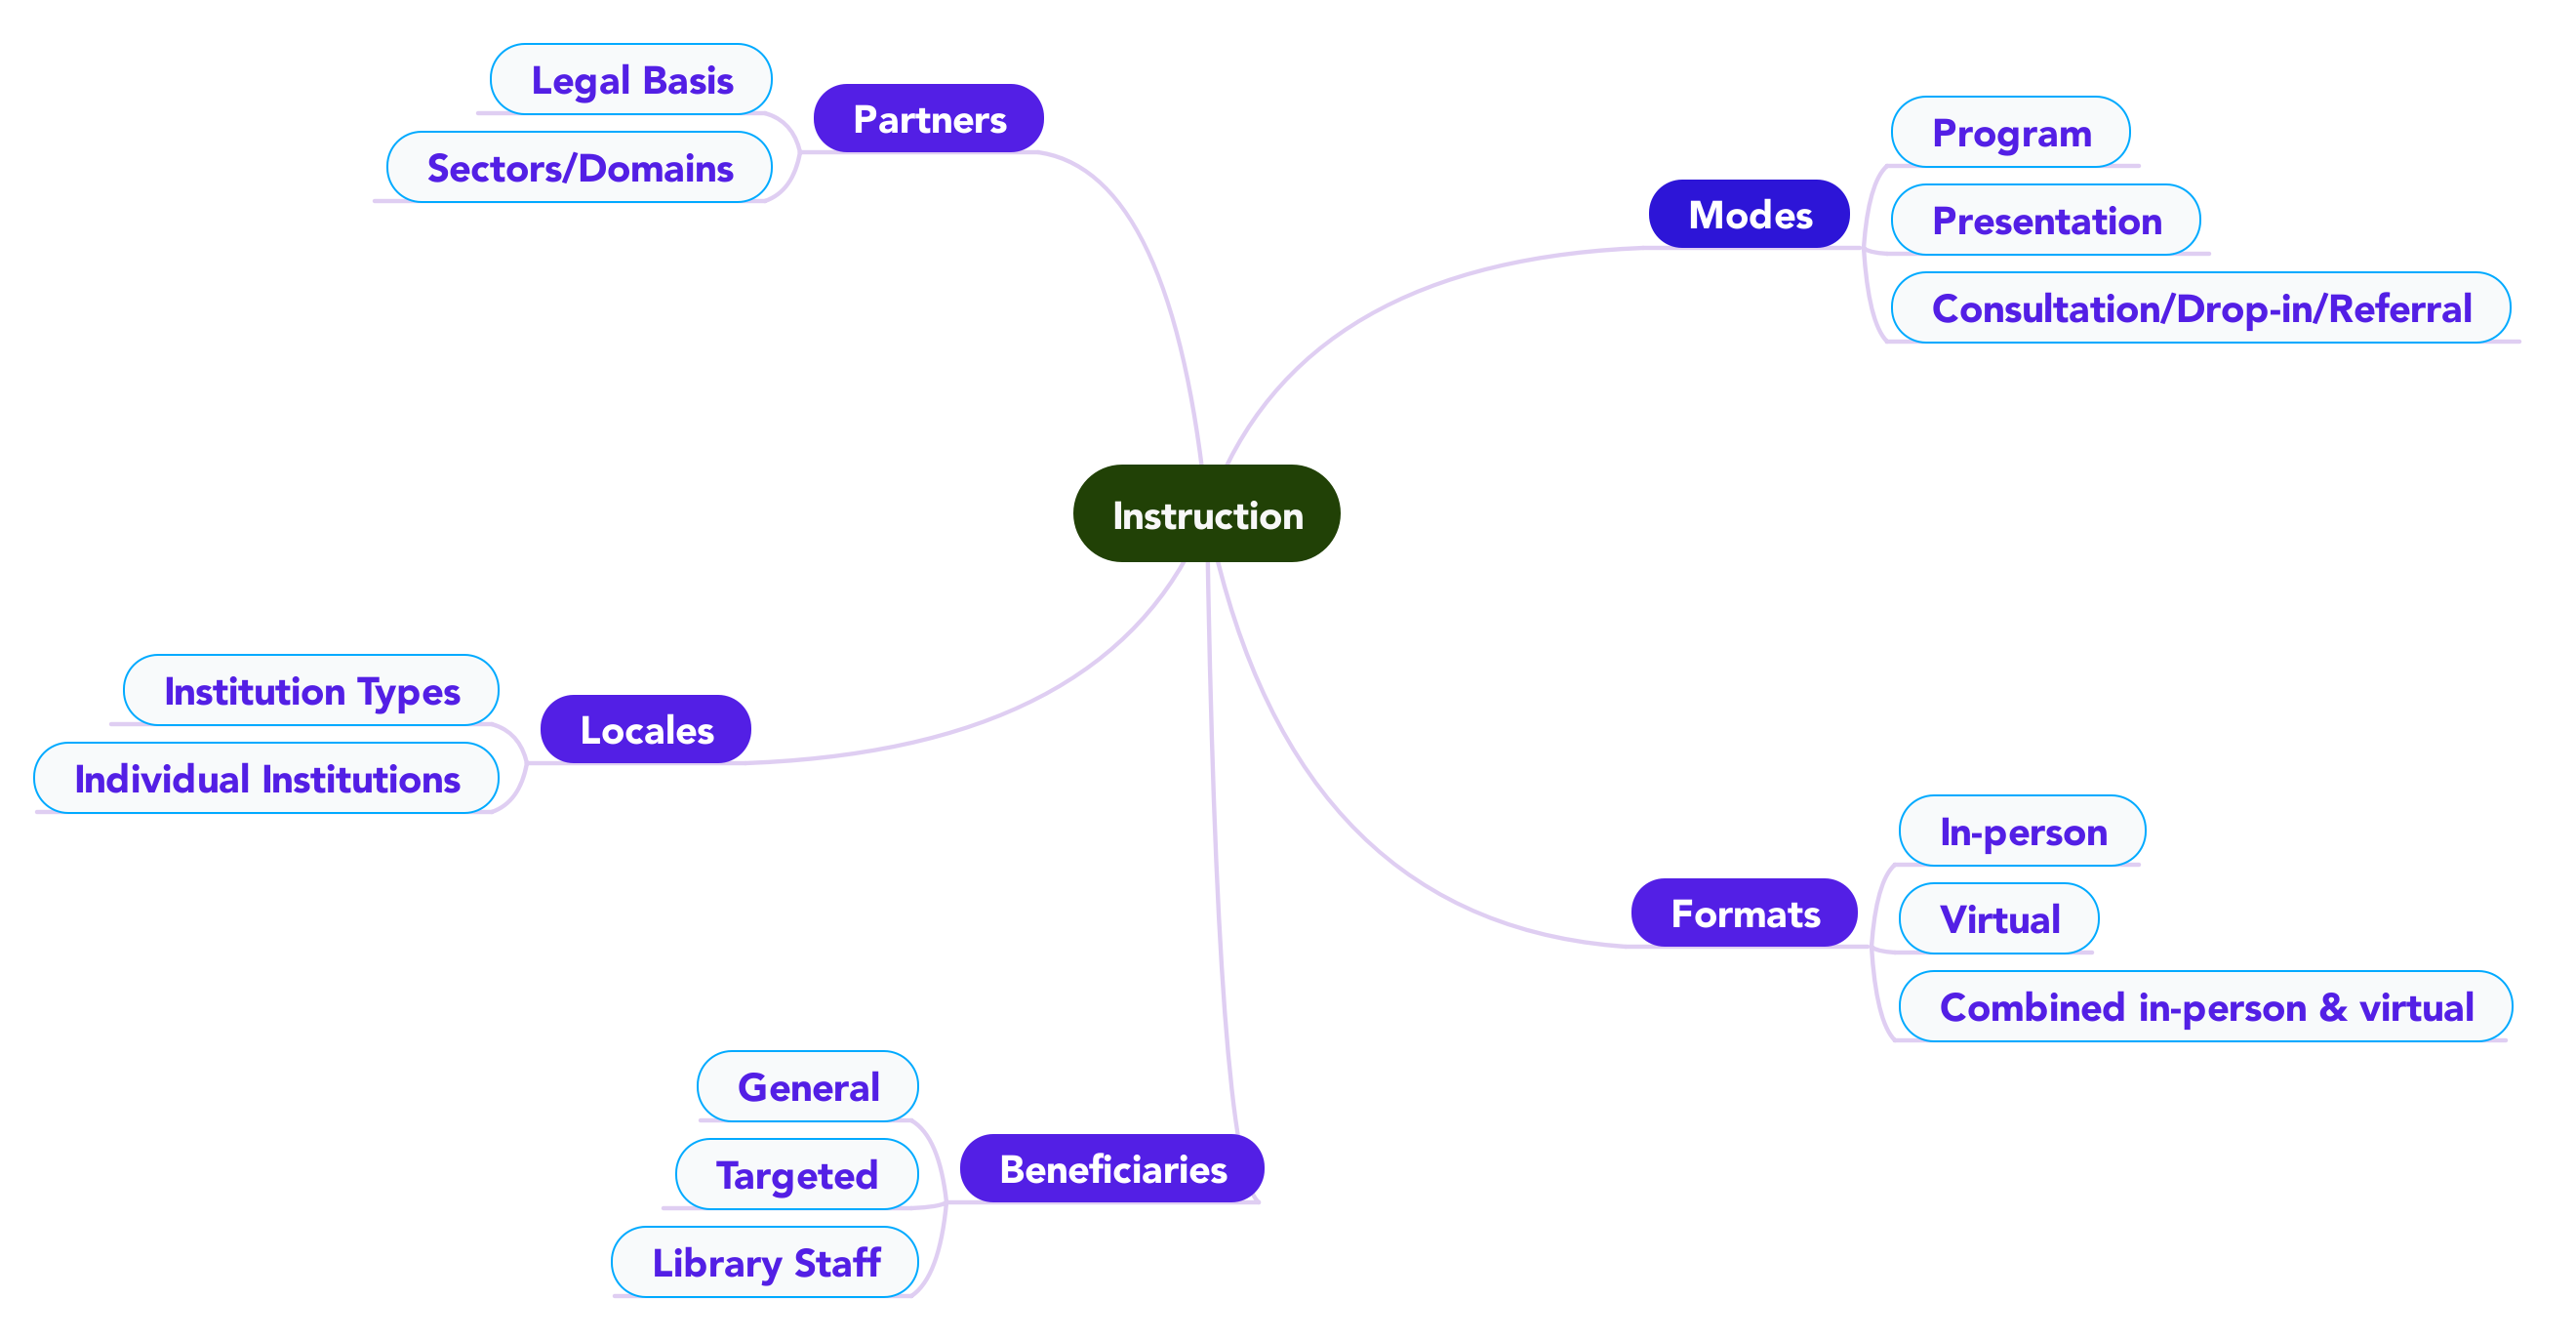 Legal Basis
Sectors/Domains
Partners
Modes
Program
Presentation
Consultation/Drop-in/Referral
Instruction
Institution Types
Individual Institutions
Locales
Formats
In-person
Virtual
Combined in-person & virtual
General
Targeted
Library Staff
Beneficiaries